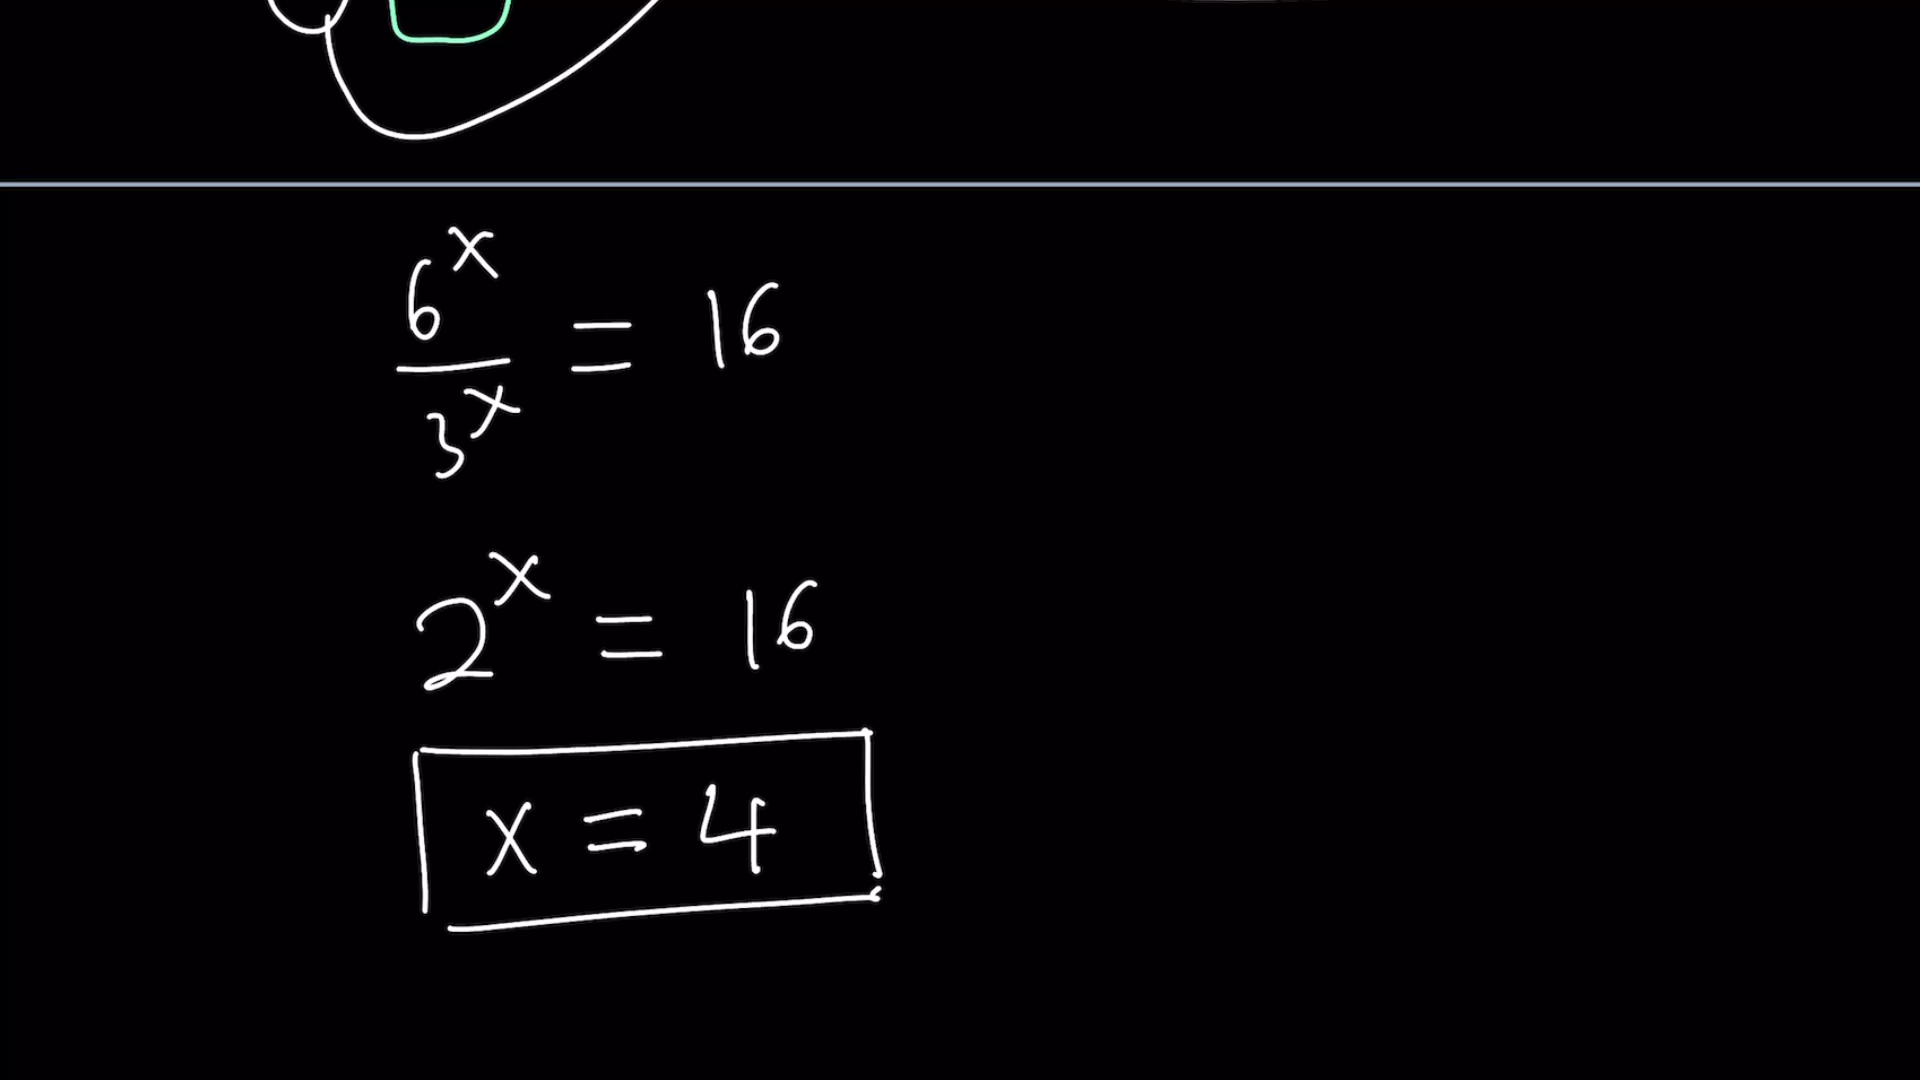 6^x / 3^x = 16
2^x = 16
x = 4